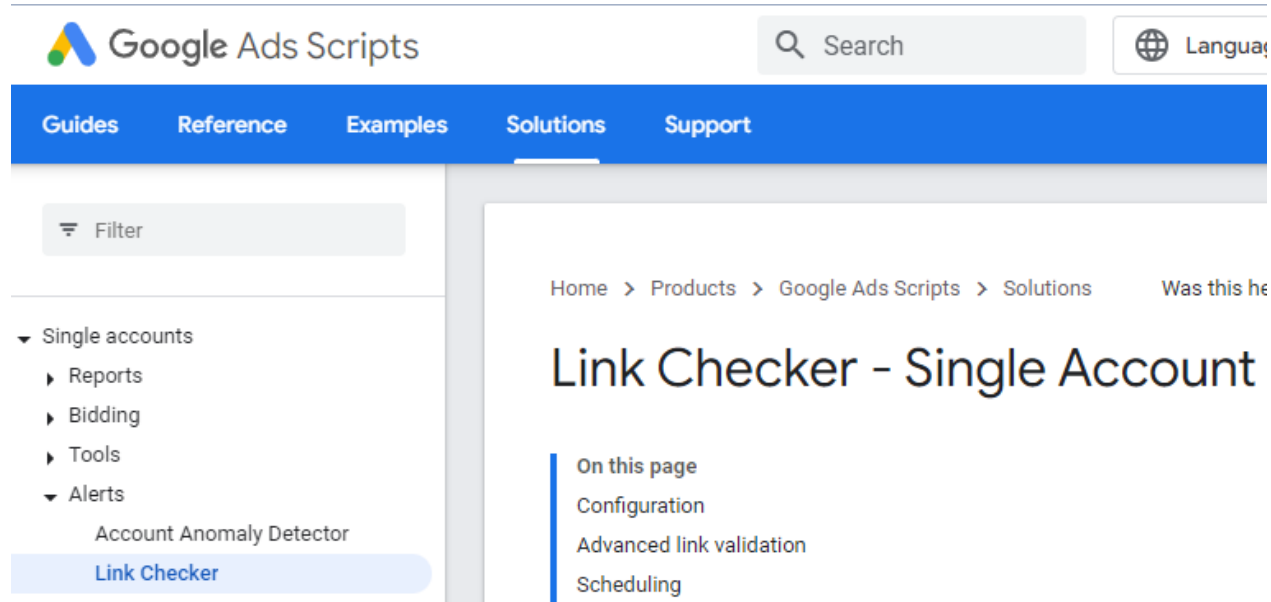 Google Ads Scripts
Search
Guides Reference Examples Solutions Support
Filter
Single accounts
Reports
Bidding
Tools
Alerts
Account Anomaly Detector
Link Checker
Home > Products > Google Ads Scripts > Solutions
Was this
Link Checker - Single Account
On this page
Configuration
Advanced link validation
Scheduling